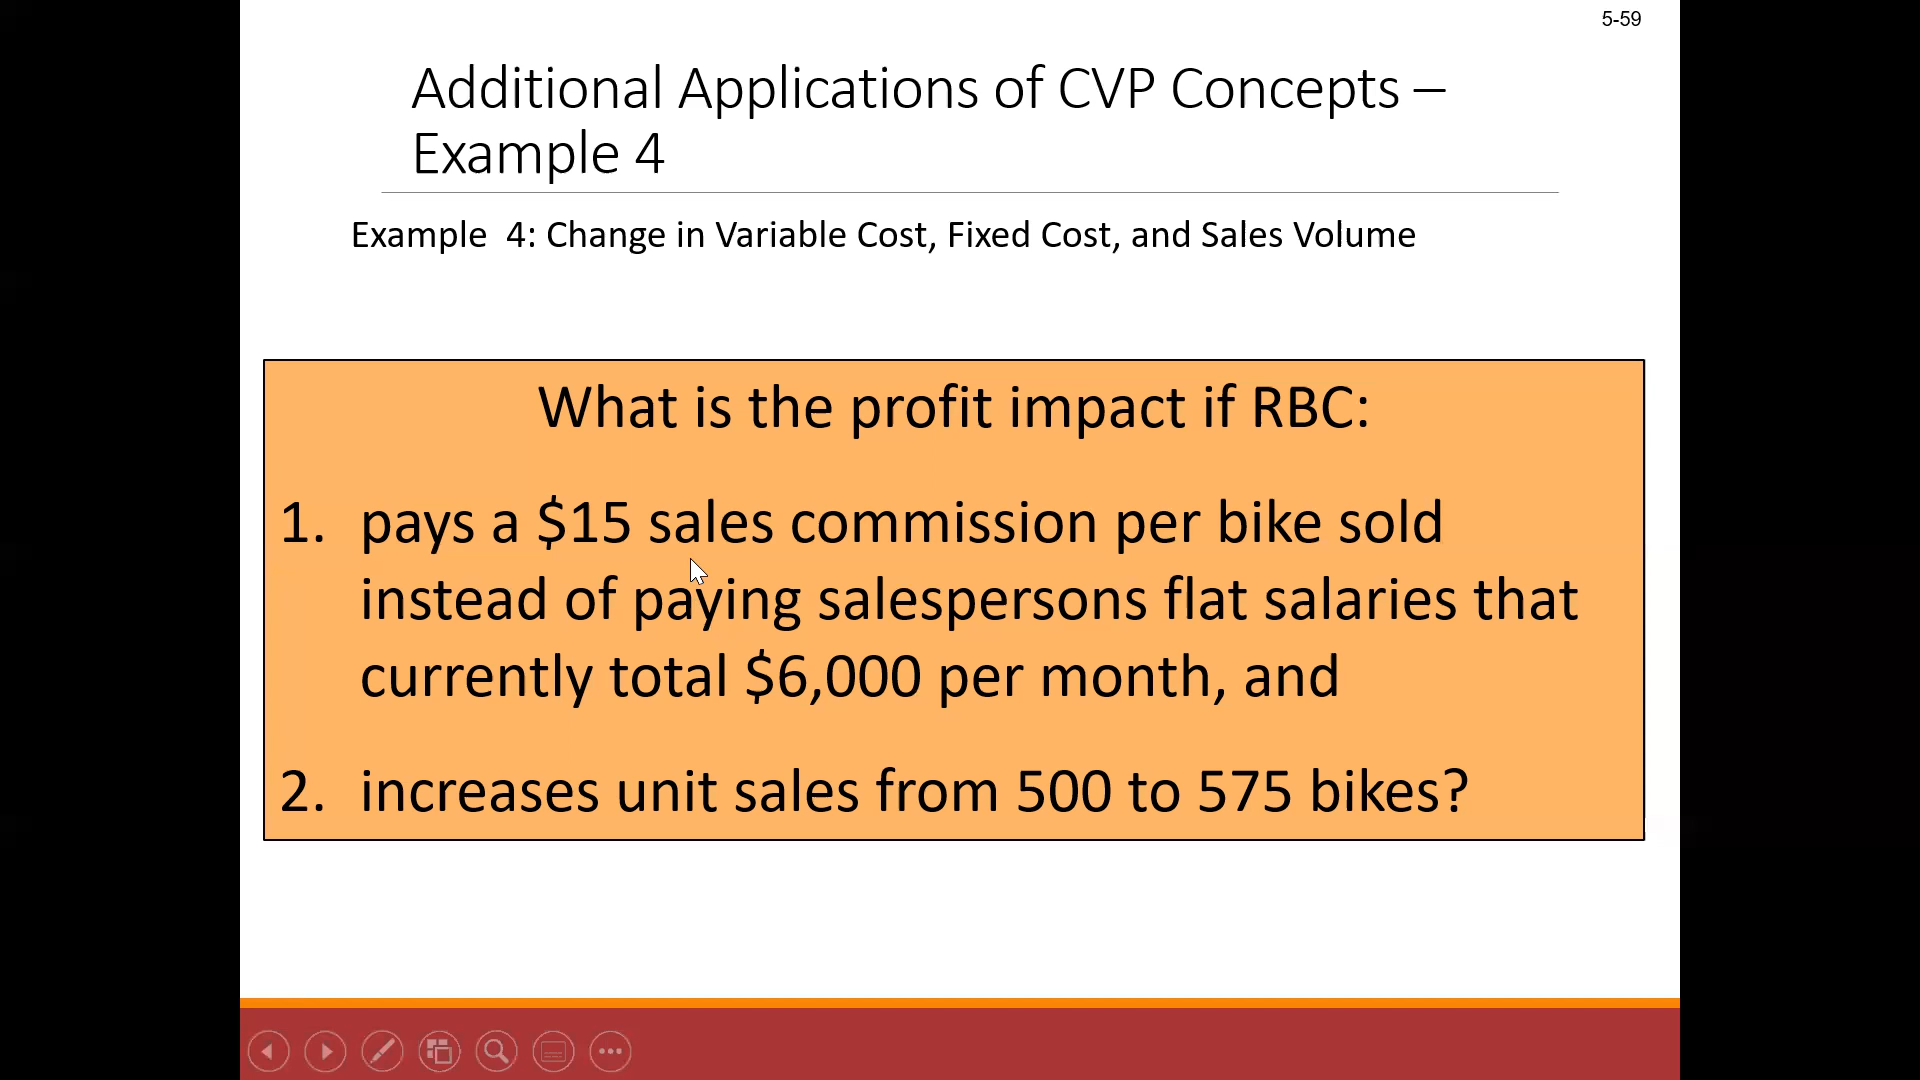 5-59
Additional Applications of CVP Concepts –
Example 4
Example  4: Change in Variable Cost, Fixed Cost, and Sales Volume
What is the profit impact if RBC:
1. pays a $15 sales commission per bike sold
instead of paying salespersons flat salaries that
currently total $6,000 per month, and
2. increases unit sales from 500 to 575 bikes?